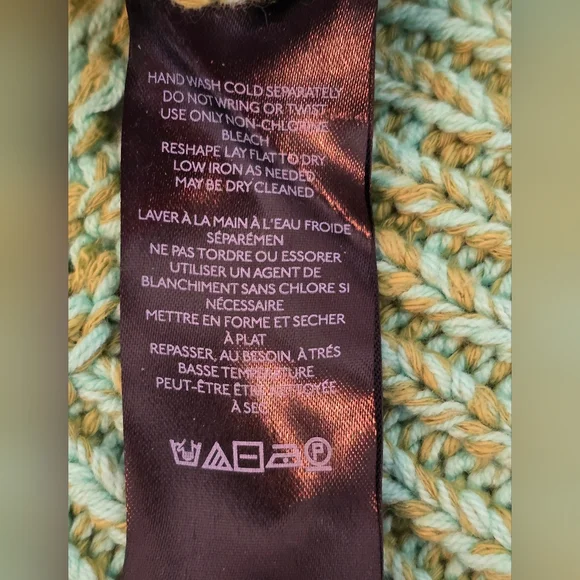 HAND WASH COLD SEPARATELY
DO NOT WRING OR TWIST
USE ONLY NON-CHLORINE
BLEACH
RESHAPE LAY FLAT TO DRY
LOW IRON AS NEEDED
MAY BE DRY CLEANED
LAVER À LA MAIN À L'EAU FROIDE
SÉPARÉMEN
NE PAS TORDRE OU ESSORER
UTILISER UN AGENT DE
BLANCHIMENT SANS CHLORE SI
NÉCESSAIRE
METTRE EN FORME ET SECHER
À PLAT
REPASSER, AU BESOIN, À TRÉS
BASSE TEMPÉRATURE
PEUT-ÊTRE ÊTRE NETTOYÉE
À SEC
P